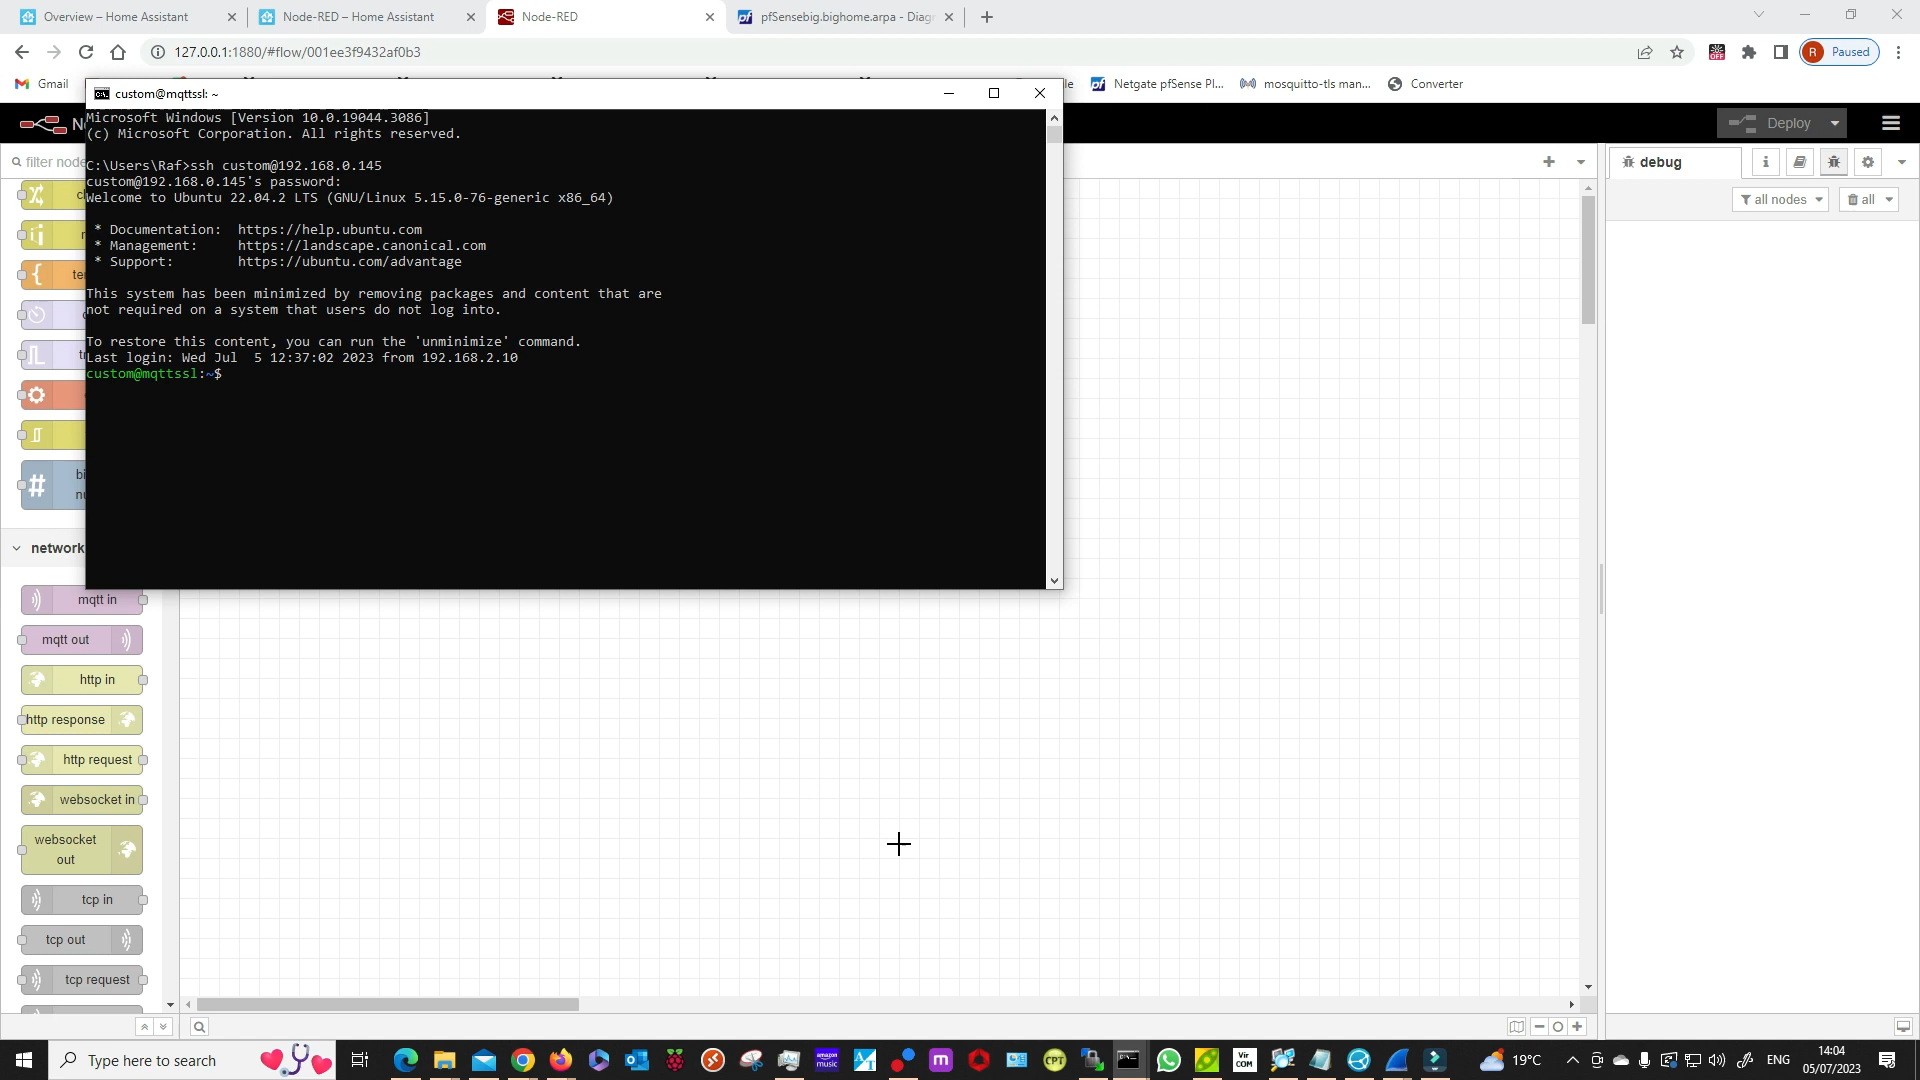 Overview – Home Assistant
Node-RED – Home Assistant
Node-RED
pfSensebig.bighome.arpa - Diag
127.0.0.1:1880/#flow/001ee3f9432af0b3
R
Paused
Gmail
Netgate pfSense Pl...
mosquitto-tls man...
Converter
custom@mqttssl: ~
Deploy
filter node
debug
all nodes
all
Microsoft Windows [Version 10.0.19044.3086]
(c) Microsoft Corporation. All rights reserved.
C:\Users\Raf>ssh custom@192.168.0.145
custom@192.168.0.145's password:
Welcome to Ubuntu 22.04.2 LTS (GNU/Linux 5.15.0-76-generic x86_64)
* Documentation: https://help.ubuntu.com
* Management: https://landscape.canonical.com
* Support: https://ubuntu.com/advantage
This system has been minimized by removing packages and content that are
not required on a system that users do not log into.
To restore this content, you can run the 'unminimize' command.
Last login: Wed Jul 5 12:37:02 2023 from 192.168.2.10
custom@mqttssl:~$
network
mqtt in
mqtt out
http in
http response
http request
websocket in
websocket
out
tcp in
tcp out
tcp request
Type here to search
amazon
music
CPT
Vir
COM
19°C
ENG
14:04
05/07/2023